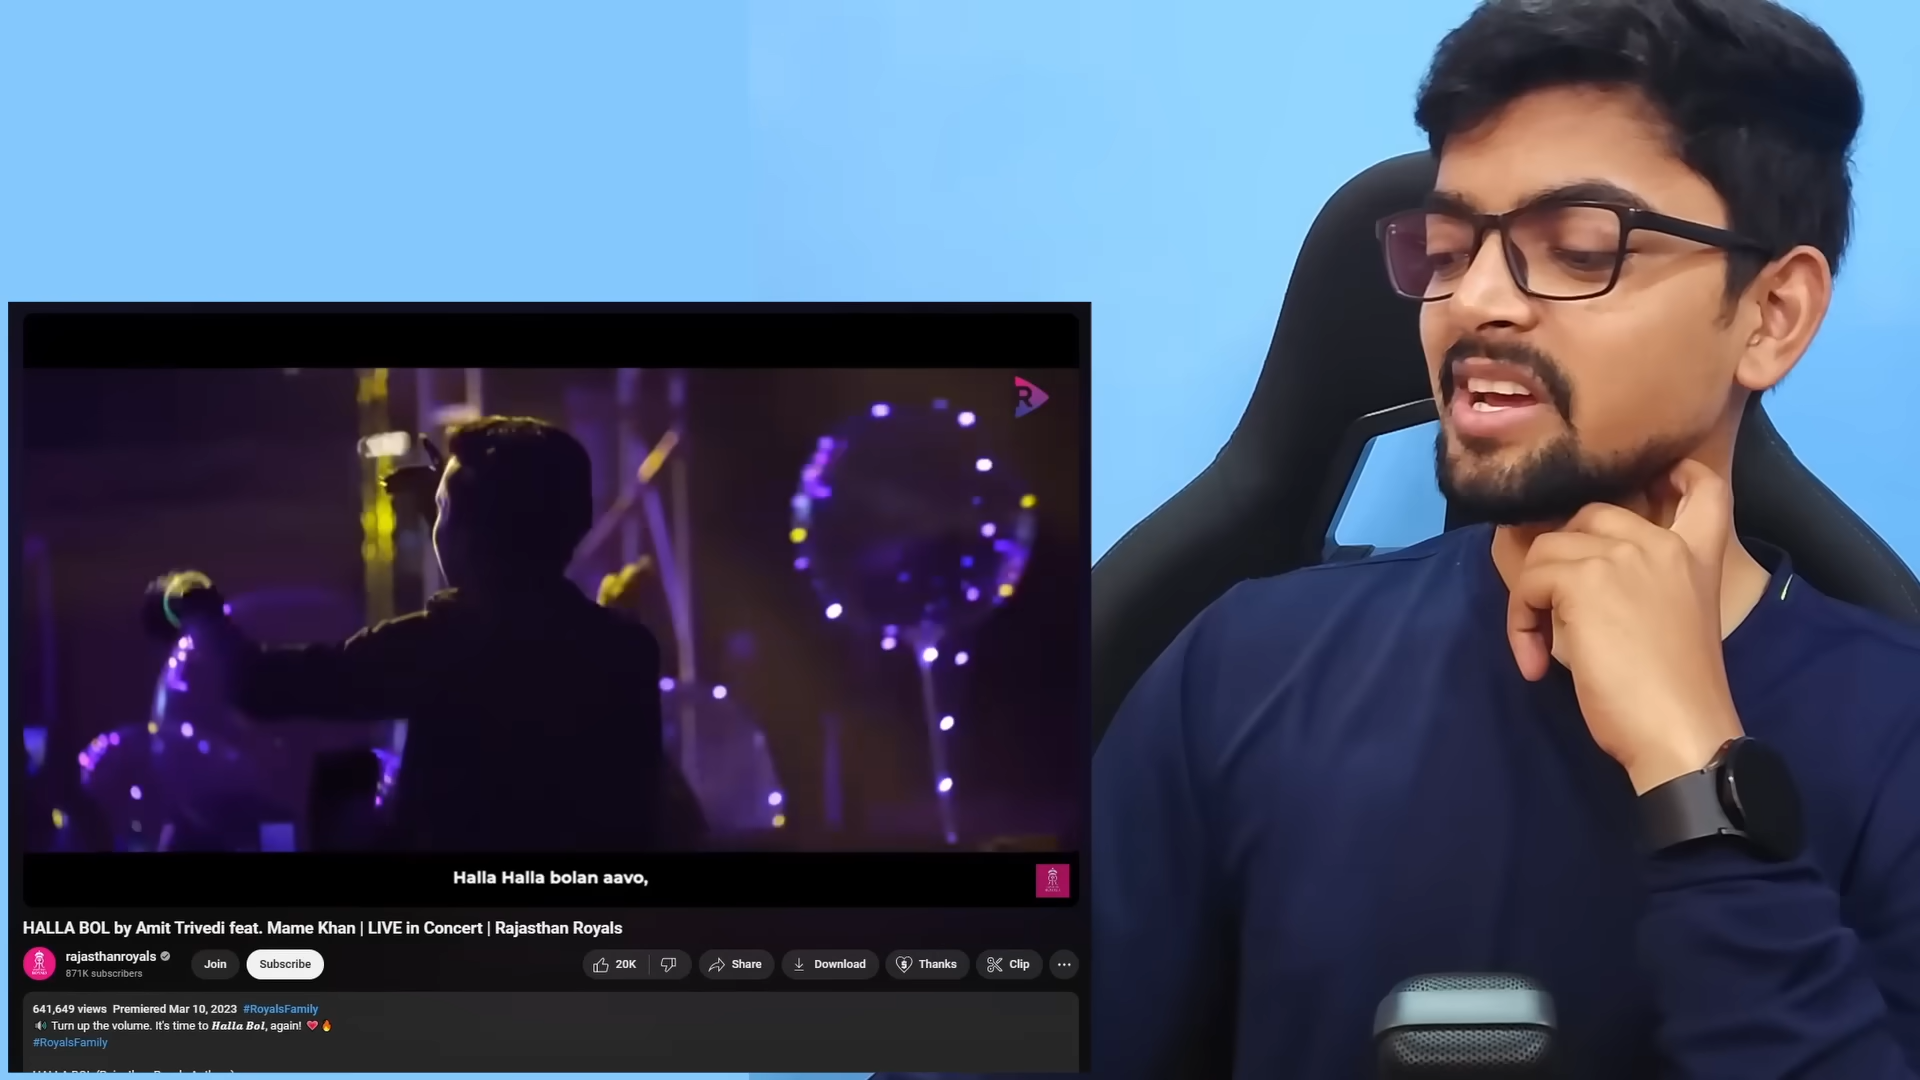 R
Halla Halla bolan aavo,
HALLA BOL by Amit Trivedi feat. Mame Khan | LIVE in Concert | Rajasthan Royals
rajasthanroyals
871K subscribers
Join
Subscribe
20K
Share
Download
Thanks
Clip
641,649 views Premiered Mar 10, 2023 #RoyalsFamily
🔊 Turn up the volume. It's time to 𝑯𝒂𝒍𝒍𝒂 𝑩𝒐𝒍, again! ❤️🔥
#RoyalsFamily